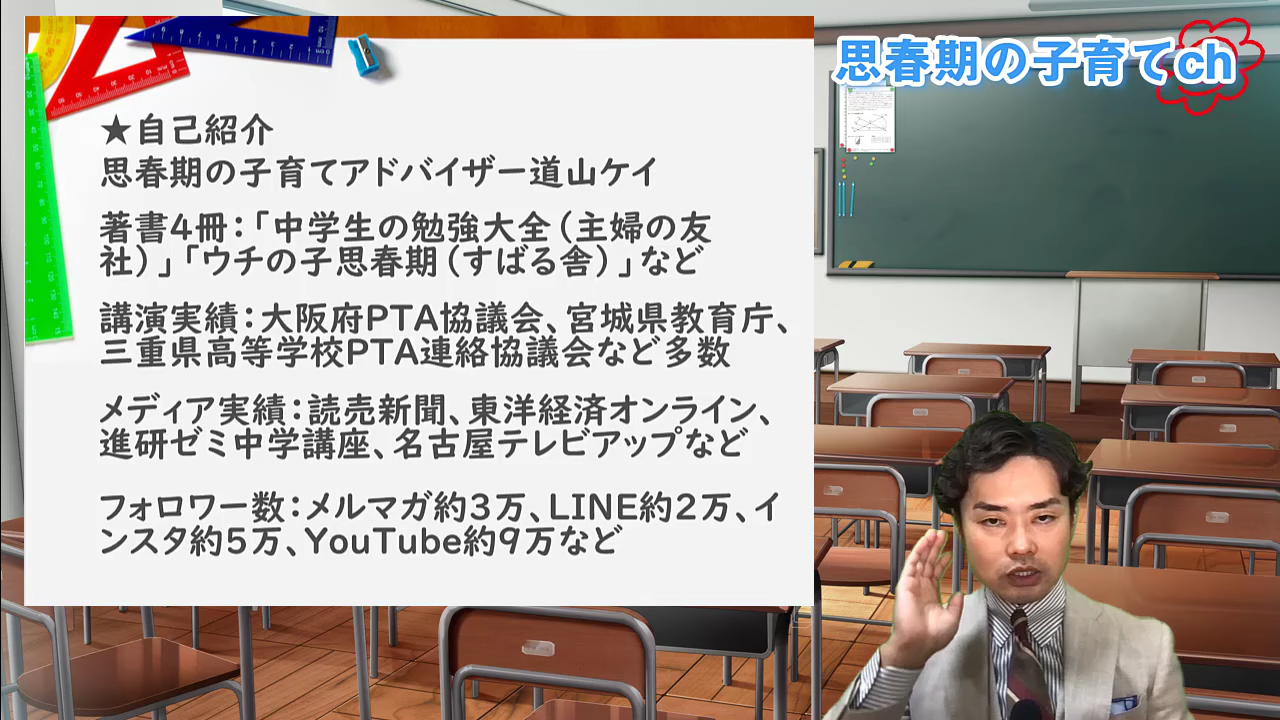 思春期の子育てch
★自己紹介
思春期の子育てアドバイザー道山ケイ
著書4冊：「中学生の勉強大全（主婦の友
社）」「ウチの子思春期（すばる舎）」など
講演実績：大阪府PTA協議会、宮城県教育庁、
三重県高等学校PTA連絡協議会など多数
メディア実績：読売新聞、東洋経済オンライン、
進研ゼミ中学講座、名古屋テレビアップなど
フォロワー数：メルマガ約3万、LINE約2万、イ
ンスタ約5万、YouTube約9万など